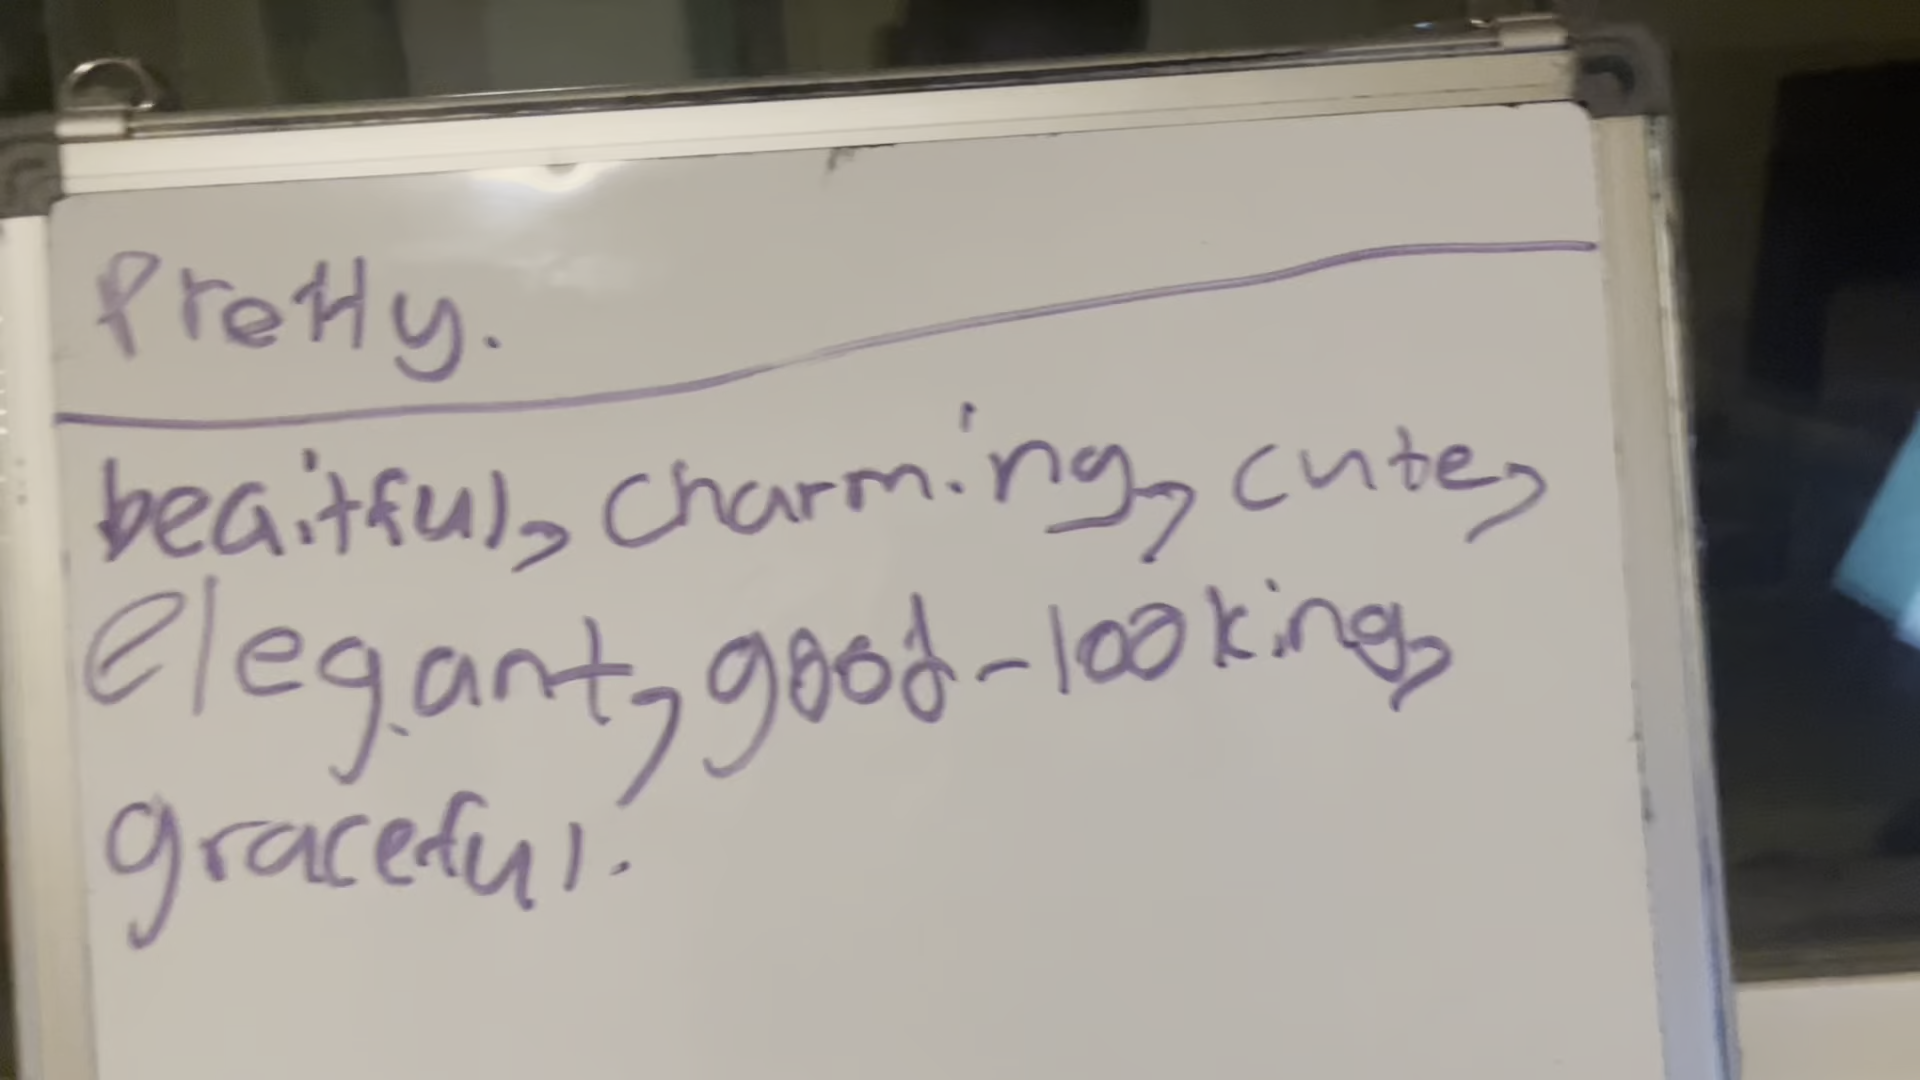 Pretty.
beaitful, charming, cute,
elegant, good-looking,
graceful.